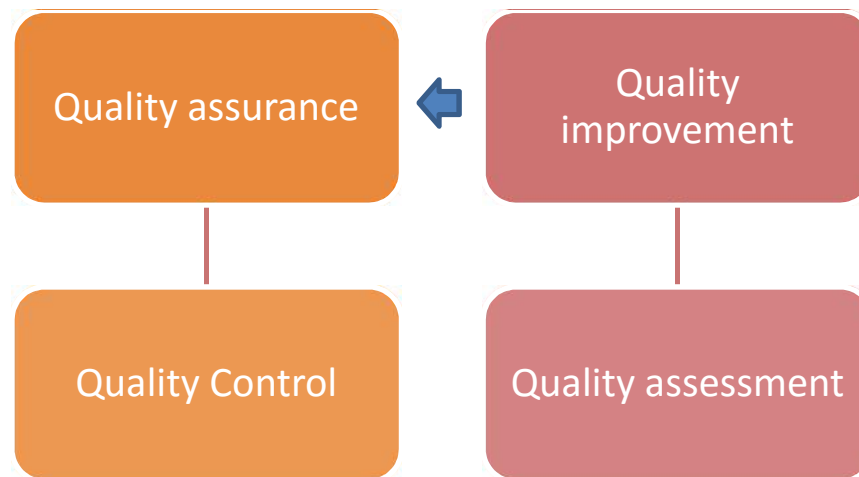 Quality assurance
Quality
improvement
Quality Control
Quality assessment